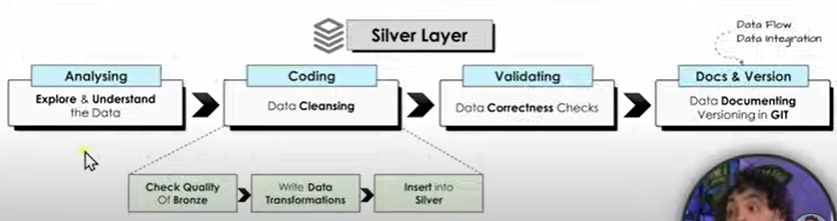 Silver Layer
Data Flow
Data Integration
Analysing
Explore & Understand
the Data
Coding
Data Cleansing
Validating
Data Correctness Checks
Docs & Version
Data Documenting
Versioning in GIT
Check Quality
Of Bronze
Write Data
Transformations
Insert into
Silver